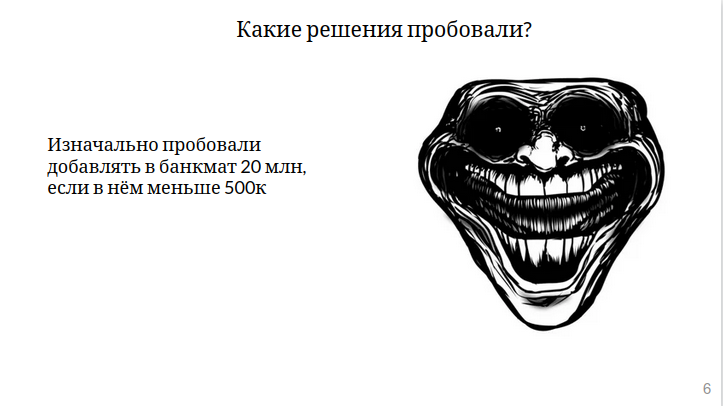 Какие решения пробовали?
Изначально пробовали
добавлять в банкмат 20 млн,
если в нём меньше 500к
6